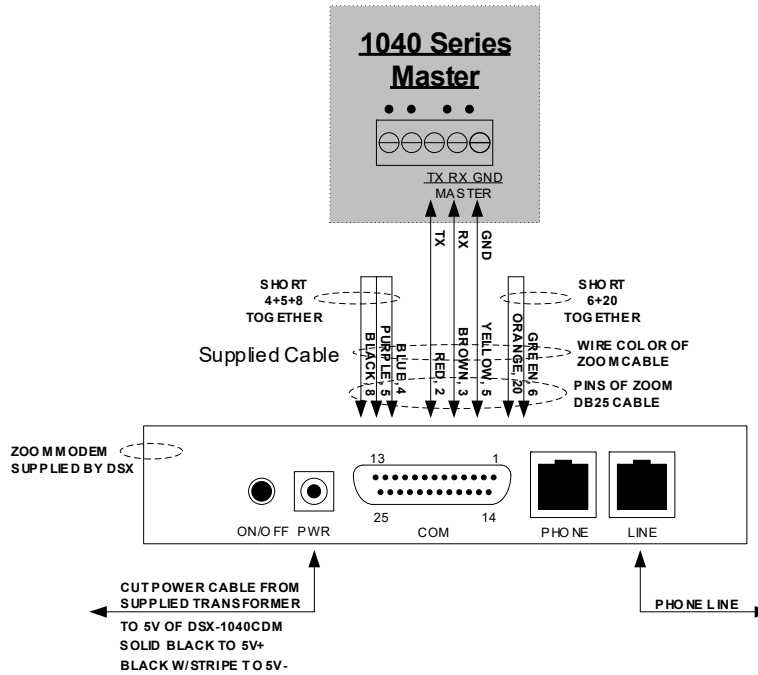 1040 Series
Master
TX RX GND
MASTER
TX
RX
GND
SHORT
4+5+8
TOGETHER
SHORT
6+20
TOGETHER
Supplied Cable
BLACK, 8
PURPLE, 5
BLUE, 4
RED, 2
BROWN, 3
YELLOW, 5
ORANGE, 20
GREEN, 6
WIRE COLOR OF
ZOOM CABLE
PINS OF ZOOM
DB25 CABLE
ZOOM MODEM
SUPPLIED BY DSX
13
1
25
14
ON/OFF
PWR
COM
PHONE
LINE
CUT POWER CABLE FROM
SUPPLIED TRANSFORMER
TO 5V OF DSX-1040CDM
SOLID BLACK TO 5V+
BLACK W/STRIPE TO 5V-
PHONE LINE